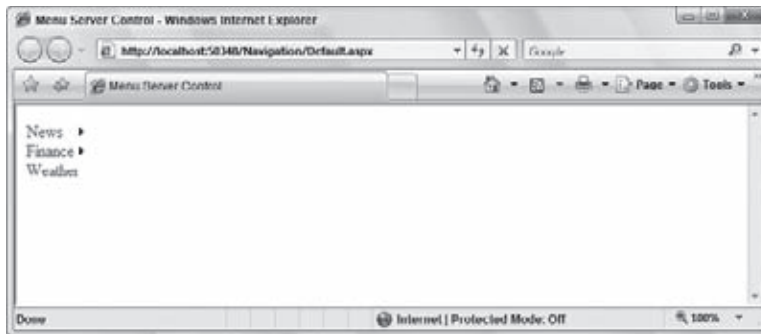 Menu Server Control - Windows Internet Explorer
http://localhost:50340/Navigation/Default.aspx
Google
Menu Server Control
Page
Tools
News
Finance
Weather
Done
Internet | Protected Mode: Off
100%